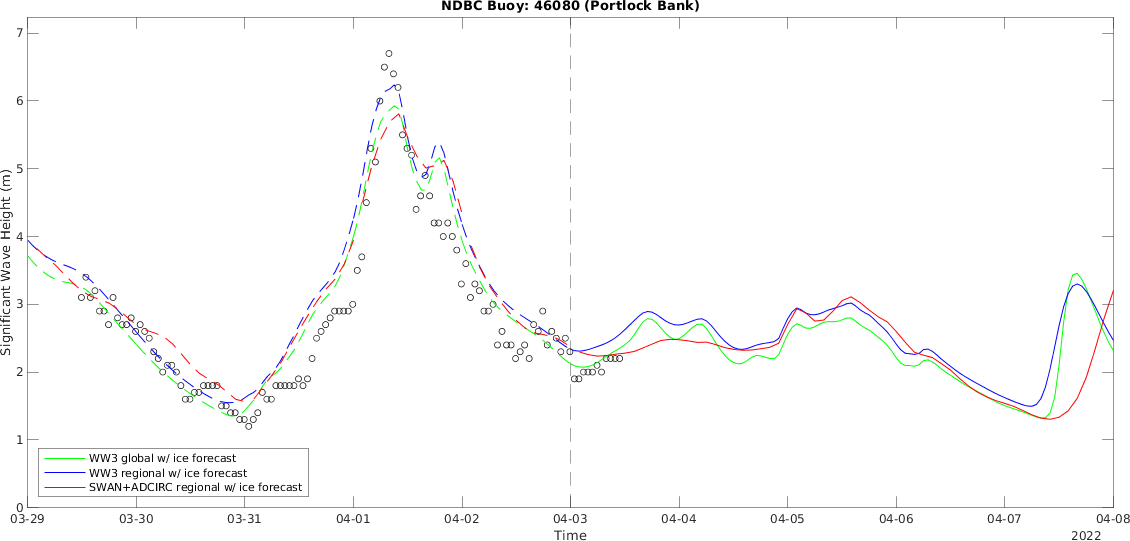 NDBC Buoy: 46080 (Portlock Bank)
Significant Wave Height (m)
7
6
5
4
3
2
1
0
WW3 global w/ ice forecast
WW3 regional w/ ice forecast
SWAN+ADCIRC regional w/ ice forecast
03-29 03-30 03-31 04-01 04-02 04-03 04-04 04-05 04-06 04-07 04-08
Time
2022